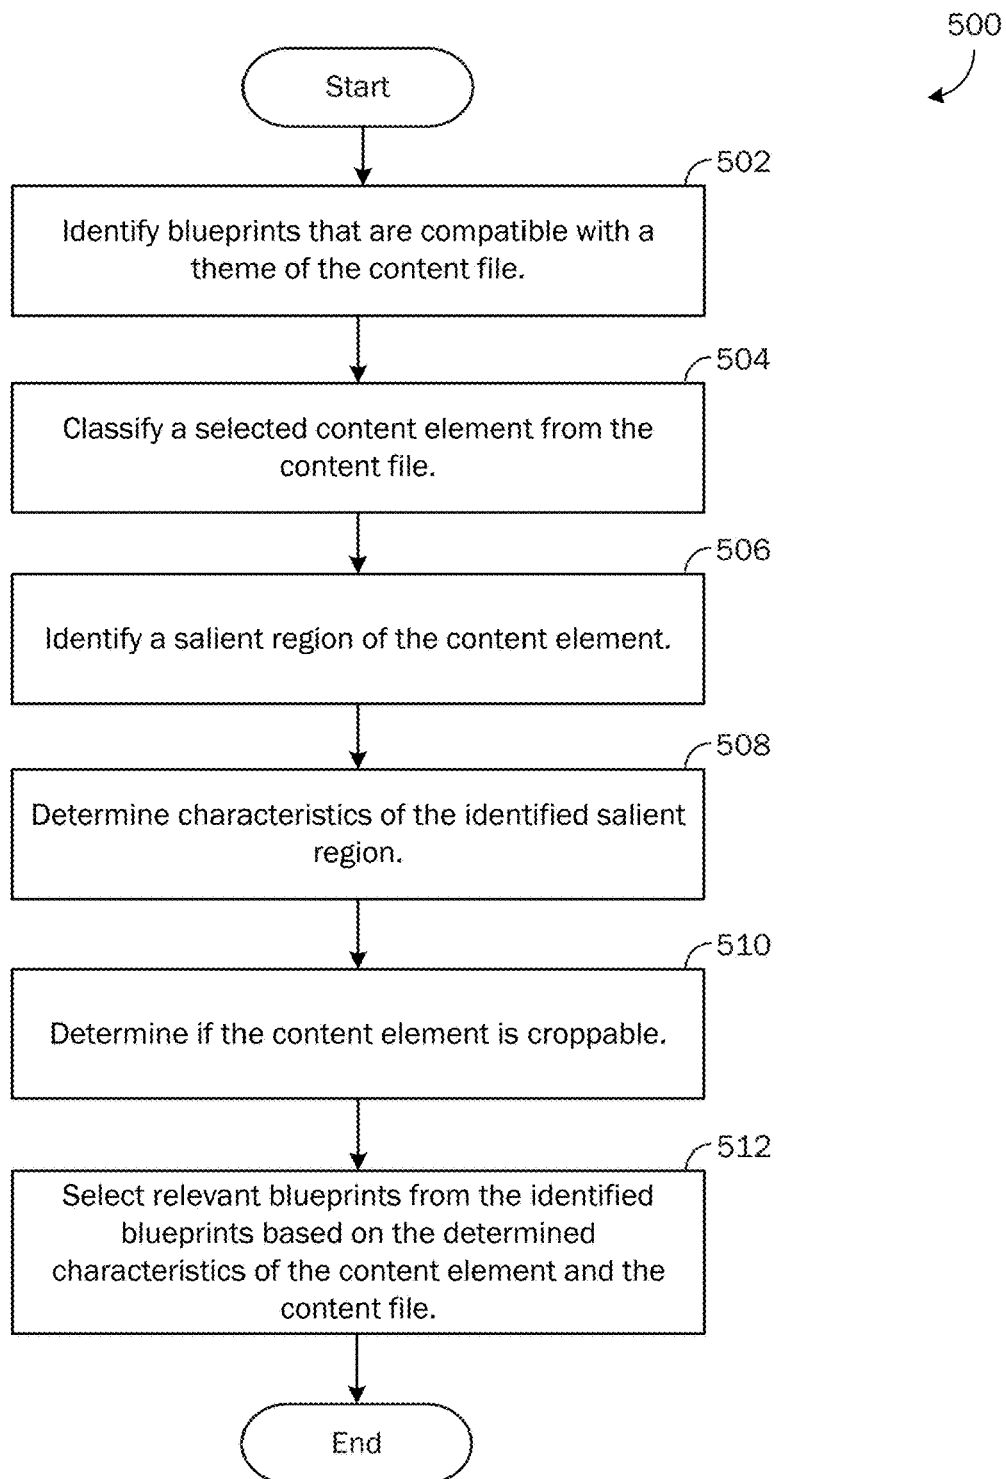 500
Start
502
Identify blueprints that are compatible with a
theme of the content file.
504
Classify a selected content element from the
content file.
506
Identify a salient region of the content element.
508
Determine characteristics of the identified salient
region.
510
Determine if the content element is croppable.
512
Select relevant blueprints from the identified
blueprints based on the determined
characteristics of the content element and the
content file.
End